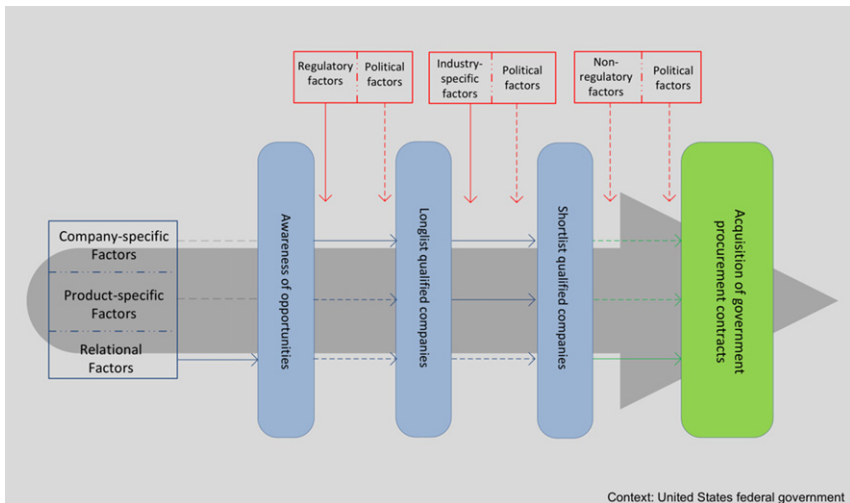 Regulatory
factors
Political
factors
Industry-
specific
factors
Political
factors
Non-
regulatory
factors
Political
factors
Company-specific
Factors
Product-specific
Factors
Relational
Factors
Awareness of opportunities
Longlist qualified companies
Shortlist qualified companies
Acquisition of government
procurement contracts
Context: United States federal government